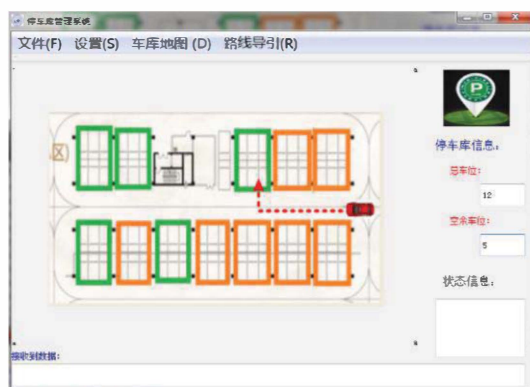 停车库管理系统
文件(F) 设置(S) 车库地图 (D) 路线导引(R)
P
停车库信息:
总车位:
12
空余车位:
5
状态信息:
接收到数据: